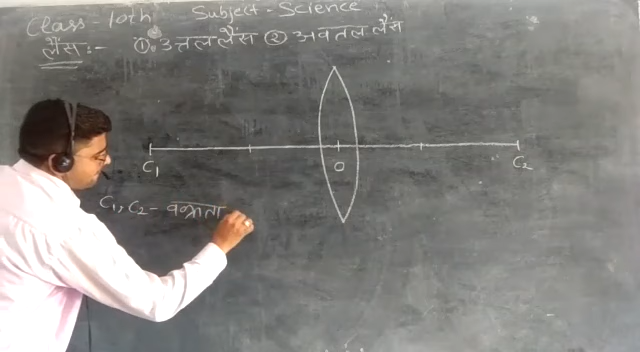 Class - 10th Subject - Science
लैंस :- ①. उत्तल लैंस ② अवतल लैंस
C₁ O C₂
C₁, C₂ - वक्रता